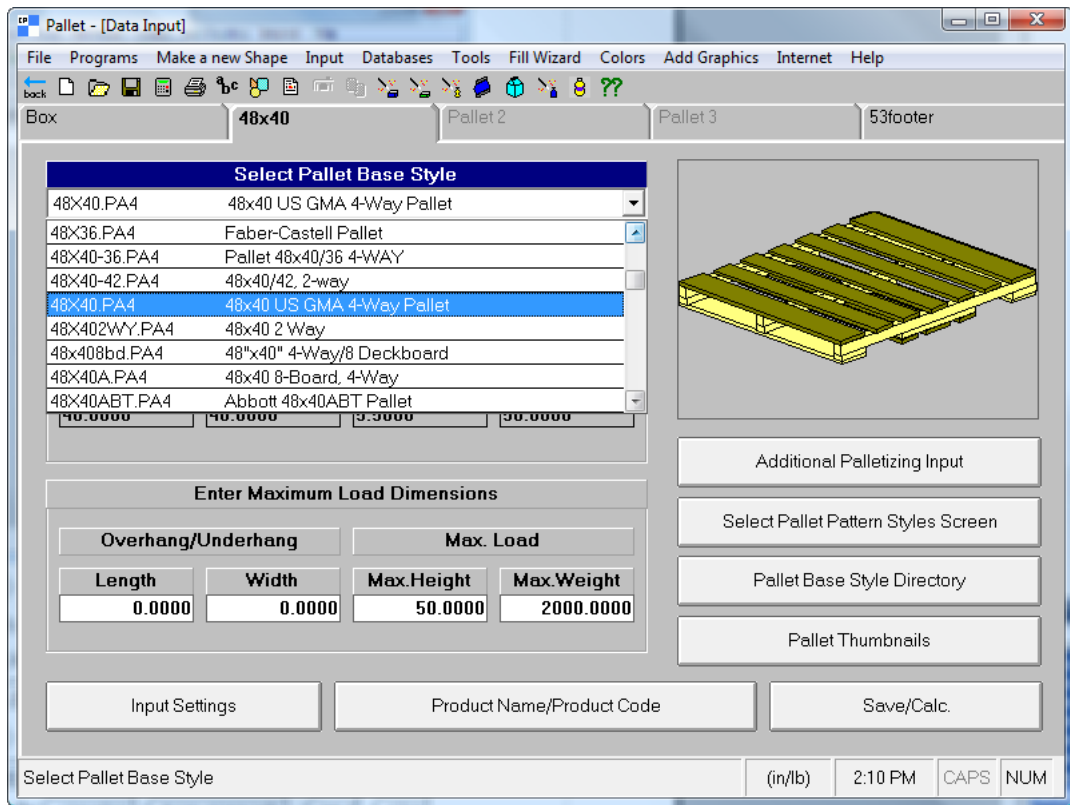 Pallet - [Data Input]
File Programs Make a new Shape Input Databases Tools Fill Wizard Colors Add Graphics Internet Help
back
Box 48x40 Pallet 2 Pallet 3 53footer
Select Pallet Base Style
48X40.PA4 48x40 US GMA 4-Way Pallet
48X36.PA4 Faber-Castell Pallet
48X40-36.PA4 Pallet 48x40/36 4-WAY
48X40-42.PA4 48x40/42, 2-way
48X40.PA4 48x40 US GMA 4-Way Pallet
48X402WY.PA4 48x40 2 Way
48x408bd.PA4 48"x40" 4-Way/8 Deckboard
48X40A.PA4 48x40 8-Board, 4-Way
48X40ABT.PA4 Abbott 48x40ABT Pallet
Additional Palletizing Input
Enter Maximum Load Dimensions
Select Pallet Pattern Styles Screen
Overhang/Underhang Max. Load
Length Width Max.Height Max.Weight
0.0000 0.0000 50.0000 2000.0000
Pallet Base Style Directory
Pallet Thumbnails
Input Settings Product Name/Product Code Save/Calc.
Select Pallet Base Style (in/lb) 2:10 PM CAPS NUM